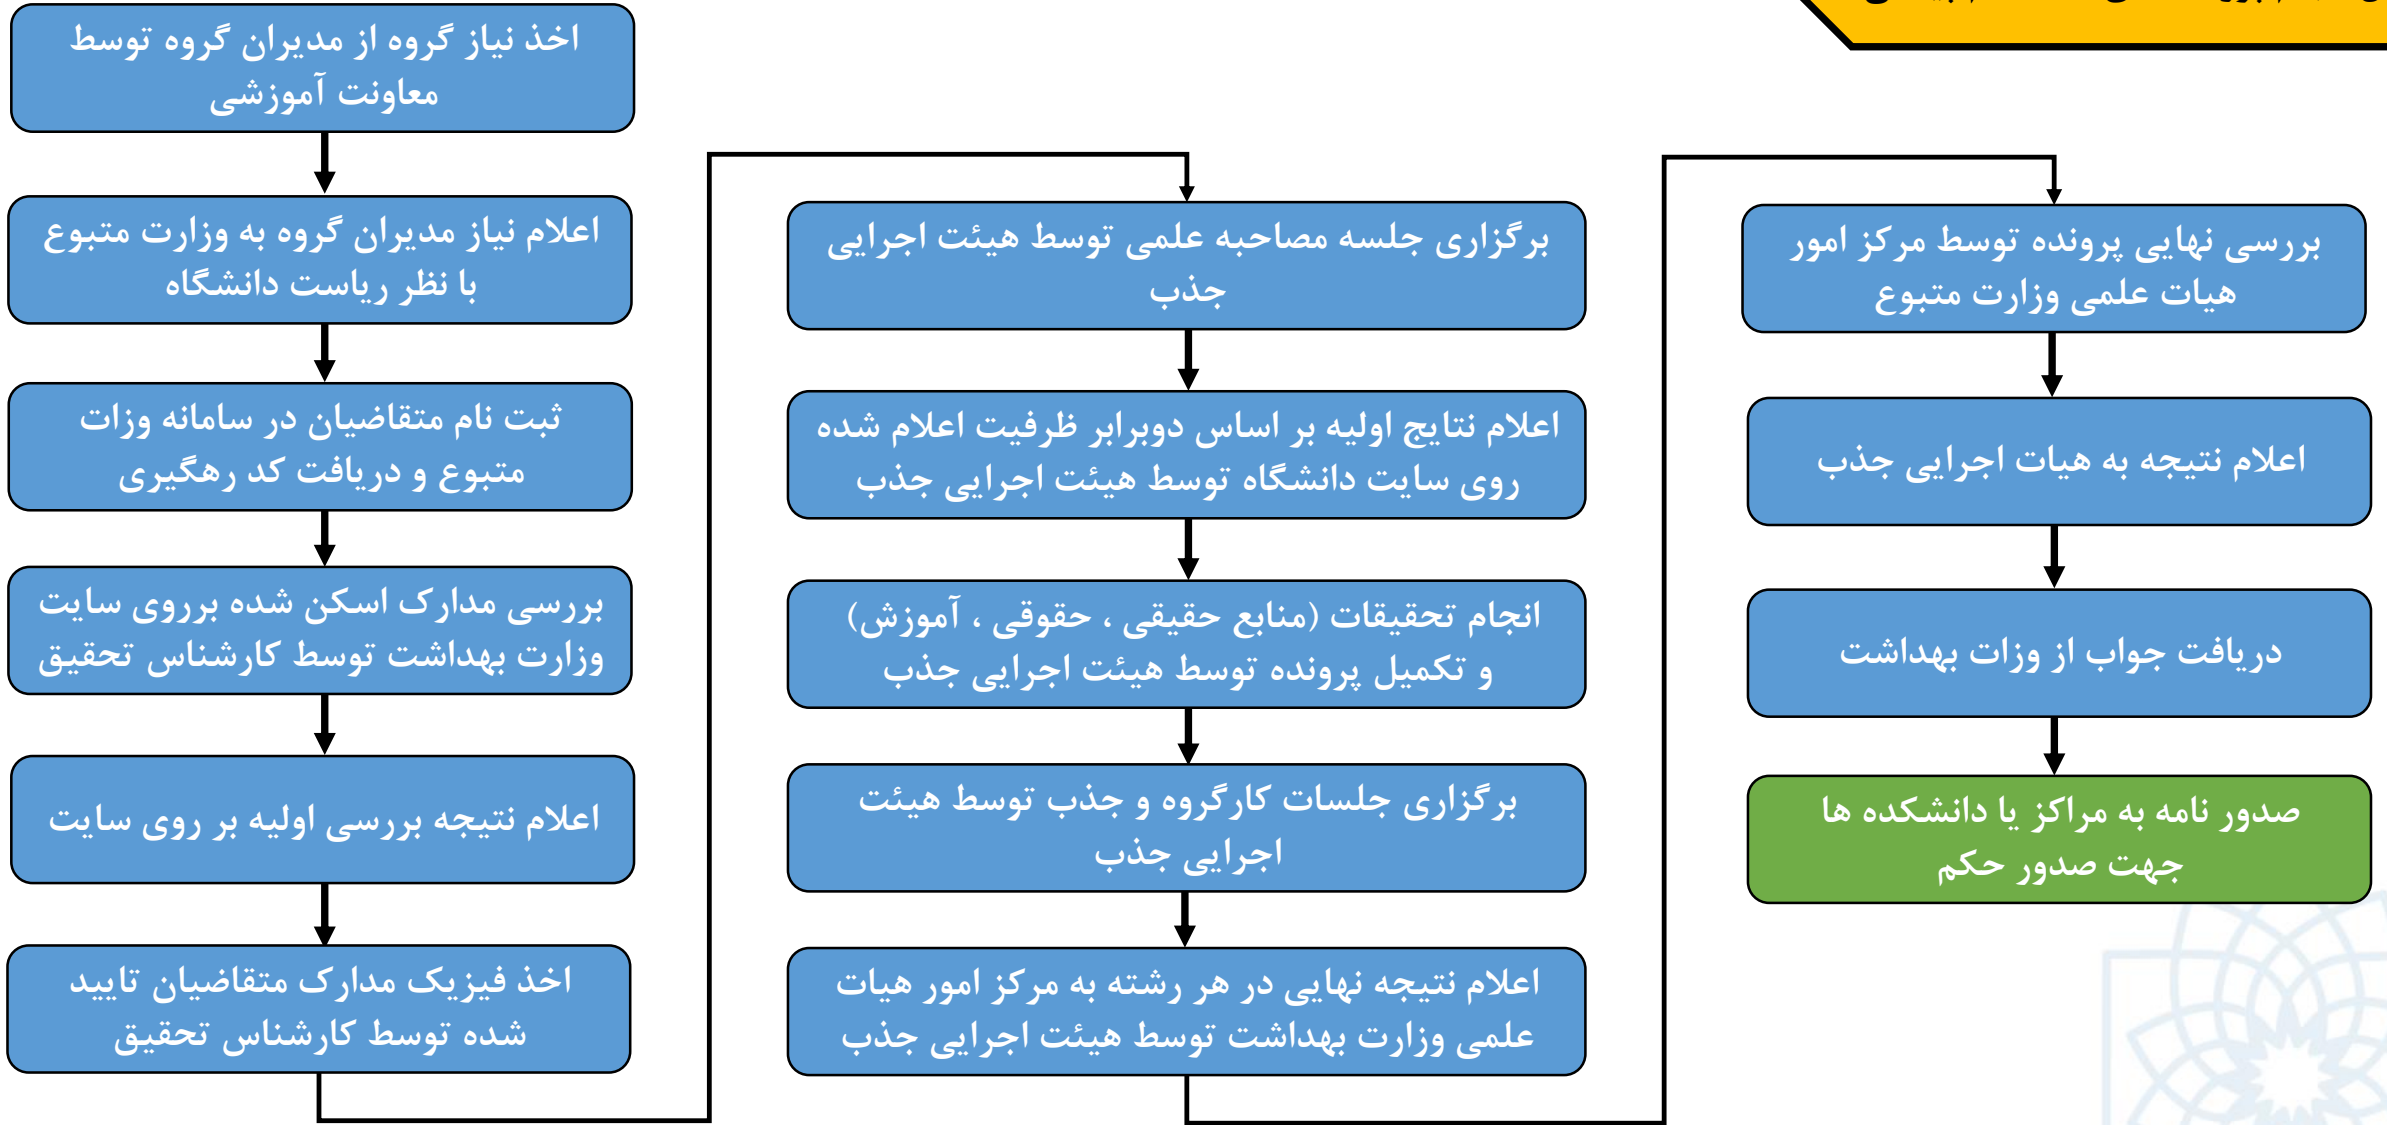 اخذ نیاز گروه از مدیران گروه توسط
معاونت آموزشی
اعلام نیاز مدیران گروه به وزارت متبوع
با نظر ریاست دانشگاه
ثبت نام متقاضیان در سامانه وزات
متبوع و دریافت کد رهگیری
بررسی مدارک اسکن شده برروی سایت
وزارت بهداشت توسط کارشناس تحقیق
اعلام نتیجه بررسی اولیه بر روی سایت
اخذ فیزیک مدارک متقاضیان تایید
شده توسط کارشناس تحقیق
برگزاری جلسه مصاحبه علمی توسط هیئت اجرایی
جذب
اعلام نتایج اولیه بر اساس دوبرابر ظرفیت اعلام شده
روی سایت دانشگاه توسط هیئت اجرایی جذب
انجام تحقیقات (منابع حقیقی ، حقوقی ، آموزش)
و تکمیل پرونده توسط هیئت اجرایی جذب
برگزاری جلسات کارگروه و جذب توسط هیئت
اجرایی جذب
اعلام نتیجه نهایی در هر رشته به مرکز امور هیات
علمی وزارت بهداشت توسط هیئت اجرایی جذب
بررسی نهایی پرونده توسط مرکز امور
هیات علمی وزارت متبوع
اعلام نتیجه به هیات اجرایی جذب
دریافت جواب از وزات بهداشت
صدور نامه به مراکز یا دانشکده ها
جهت صدور حکم